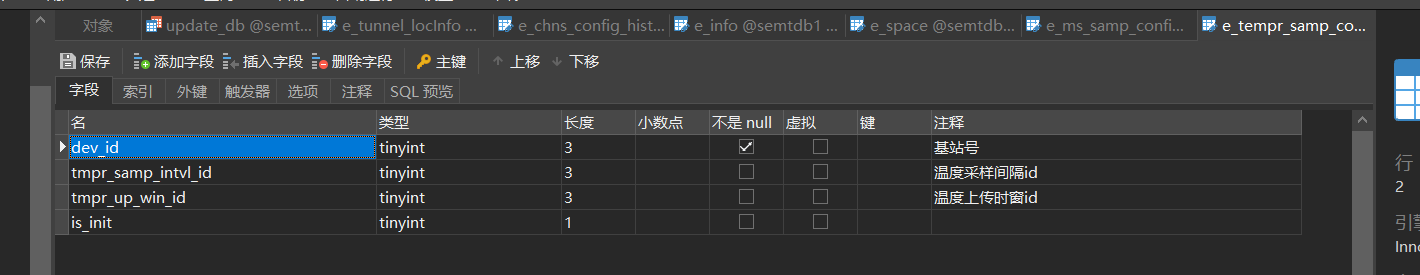 对象 update_db @semt... e_tunnel_locInfo ... e_chns_config_hist... e_info @semtdb1 ... e_space @semtdb... e_ms_samp_confi... e_tempr_samp_co...
保存 添加字段 插入字段 删除字段 主键 上移 下移
字段 索引 外键 触发器 选项 注释 SQL 预览
名 类型 长度 小数点 不是 null 虚拟 键 注释
dev_id tinyint 3 基站号
tmpr_samp_intvl_id tinyint 3 温度采样间隔id
tmpr_up_win_id tinyint 3 温度上传时窗id
is_init tinyint 1
行
2
Inno